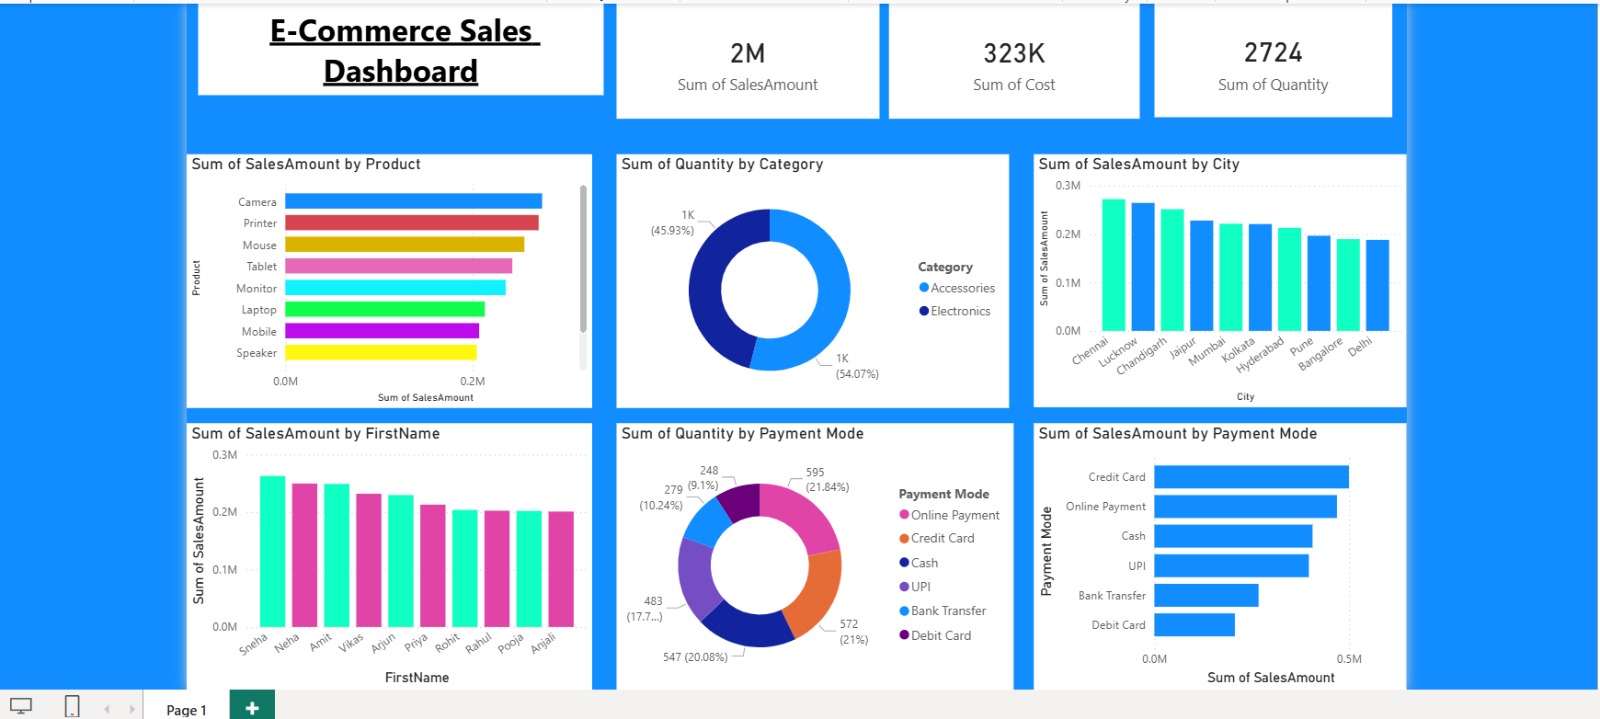 E-Commerce Sales
Dashboard
2M
Sum of SalesAmount
323K
Sum of Cost
2724
Sum of Quantity
Sum of SalesAmount by Product
Product
Camera
Printer
Mouse
Tablet
Monitor
Laptop
Mobile
Speaker
0.0M
0.2M
Sum of SalesAmount
Sum of Quantity by Category
1K
(45.93%)
1K
(54.07%)
Category
Accessories
Electronics
Sum of SalesAmount by City
Sum of SalesAmount
0.3M
0.2M
0.1M
0.0M
Chennai
Lucknow
Chandigarh
Jaipur
Mumbai
Kolkata
Hyderabad
Pune
Bangalore
Delhi
City
Sum of SalesAmount by FirstName
Sum of SalesAmount
0.3M
0.2M
0.1M
0.0M
Sneha
Neha
Amit
Vikas
Arjun
Priya
Rohit
Rahul
Pooja
Anjali
FirstName
Sum of Quantity by Payment Mode
248
(9.1%)
595
(21.84%)
279
(10.24%)
483
(17.7...)
572
(21%)
547 (20.08%)
Payment Mode
Online Payment
Credit Card
Cash
UPI
Bank Transfer
Debit Card
Sum of SalesAmount by Payment Mode
Payment Mode
Credit Card
Online Payment
Cash
UPI
Bank Transfer
Debit Card
0.0M
0.5M
Sum of SalesAmount
Page 1